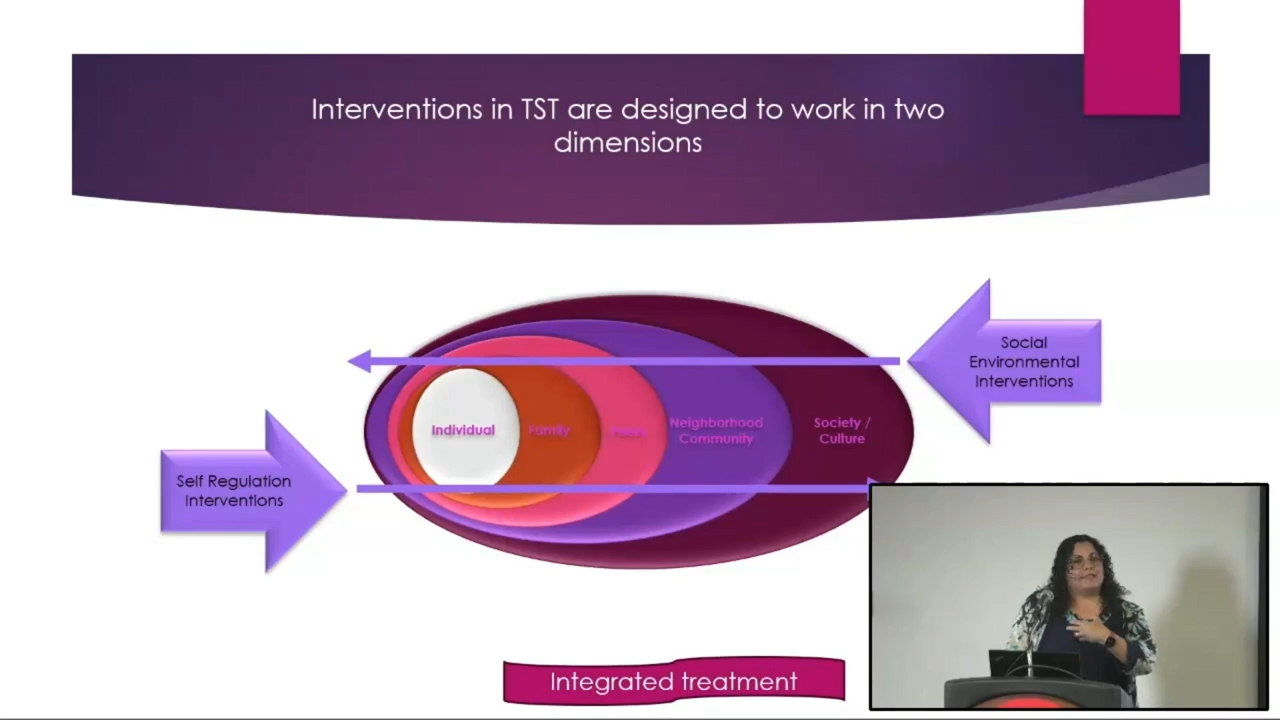 Interventions in TST are designed to work in two
dimensions
Social
Environmental
Interventions
Individual
Family
Neighborhood
Community
Society /
Culture
Self Regulation
Interventions
Integrated treatment